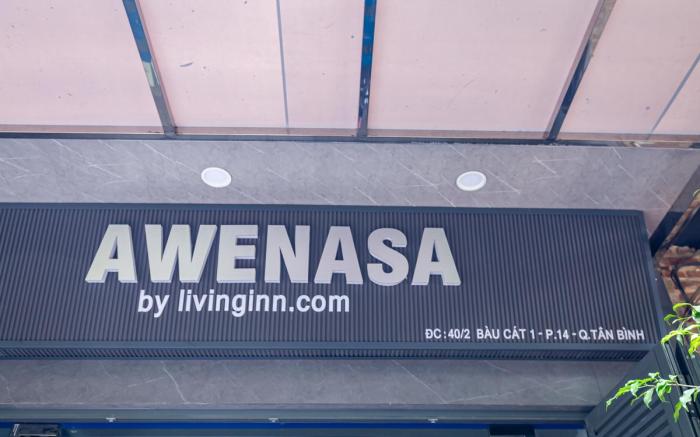 AWENASA
by livinginn.com
ĐC : 40/2 BÀU CÁT 1 - P.14 - Q.TÂN BÌNH